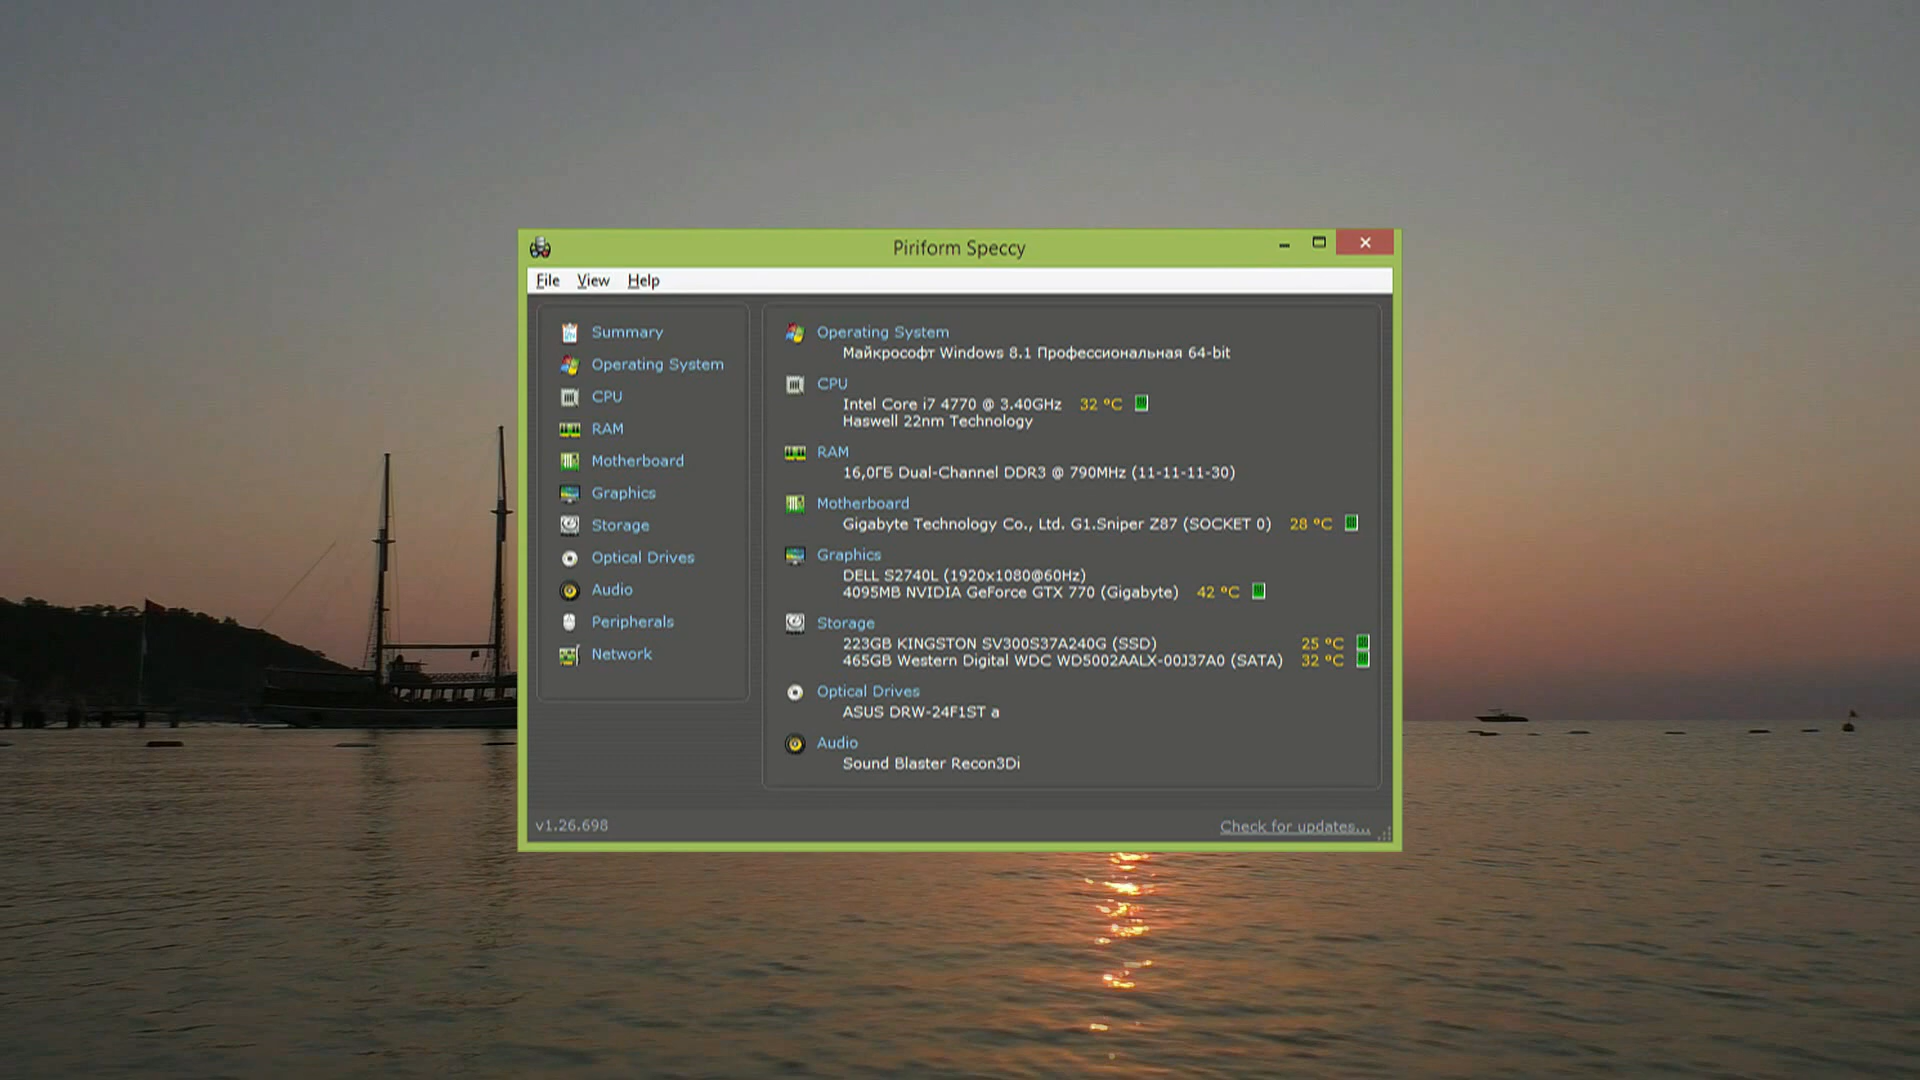 Piriform Speccy
File View Help
Summary
Operating System
CPU
RAM
Motherboard
Graphics
Storage
Optical Drives
Audio
Peripherals
Network
Operating System
Майкрософт Windows 8.1 Профессиональная 64-bit
CPU
Intel Core i7 4770 @ 3.40GHz 32 °C
Haswell 22nm Technology
RAM
16,0ГБ Dual-Channel DDR3 @ 790MHz (11-11-11-30)
Motherboard
Gigabyte Technology Co., Ltd. G1.Sniper Z87 (SOCKET 0) 28 °C
Graphics
DELL S2740L (1920x1080@60Hz)
4095MB NVIDIA GeForce GTX 770 (Gigabyte) 42 °C
Storage
223GB KINGSTON SV300S37A240G (SSD) 25 °C
465GB Western Digital WDC WD5002AALX-00J37A0 (SATA) 32 °C
Optical Drives
ASUS DRW-24F1ST a
Audio
Sound Blaster Recon3Di
v1.26.698
Check for updates...